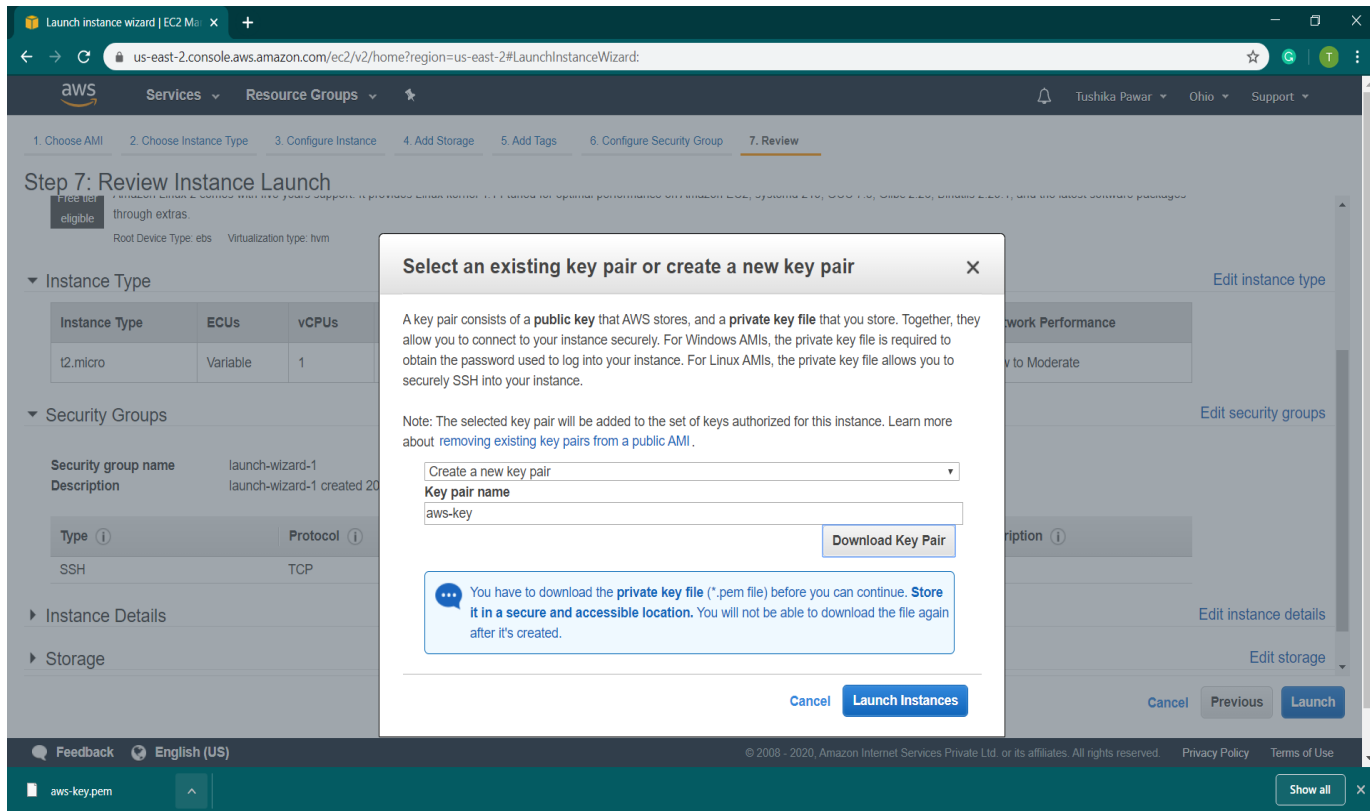 Launch instance wizard | EC2 Ma
us-east-2.console.aws.amazon.com/ec2/v2/home?region=us-east-2#LaunchInstanceWizard:
G
T
aws Services Resource Groups Tushika Pawar Ohio Support
1. Choose AMI 2. Choose Instance Type 3. Configure Instance 4. Add Storage 5. Add Tags 6. Configure Security Group 7. Review
Step 7: Review Instance Launch
Free tier
eligible
through extras.
Root Device Type: ebs Virtualization type: hvm
Instance Type Edit instance type
Instance Type ECUs vCPUs work Performance
t2.micro Variable 1 to Moderate
Security Groups Edit security groups
Security group name launch-wizard-1
Description launch-wizard-1 created 20
Type Protocol ription
SSH TCP
Instance Details Edit instance details
Storage Edit storage
Cancel Previous Launch
Select an existing key pair or create a new key pair
A key pair consists of a public key that AWS stores, and a private key file that you store. Together, they
allow you to connect to your instance securely. For Windows AMIs, the private key file is required to
obtain the password used to log into your instance. For Linux AMIs, the private key file allows you to
securely SSH into your instance.
Note: The selected key pair will be added to the set of keys authorized for this instance. Learn more
about removing existing key pairs from a public AMI .
Create a new key pair
Key pair name
aws-key
Download Key Pair
You have to download the private key file (*.pem file) before you can continue. Store
it in a secure and accessible location. You will not be able to download the file again
after it's created.
Cancel Launch Instances
Feedback English (US) © 2008 - 2020, Amazon Internet Services Private Ltd. or its affiliates. All rights reserved. Privacy Policy Terms of Use
aws-key.pem Show all